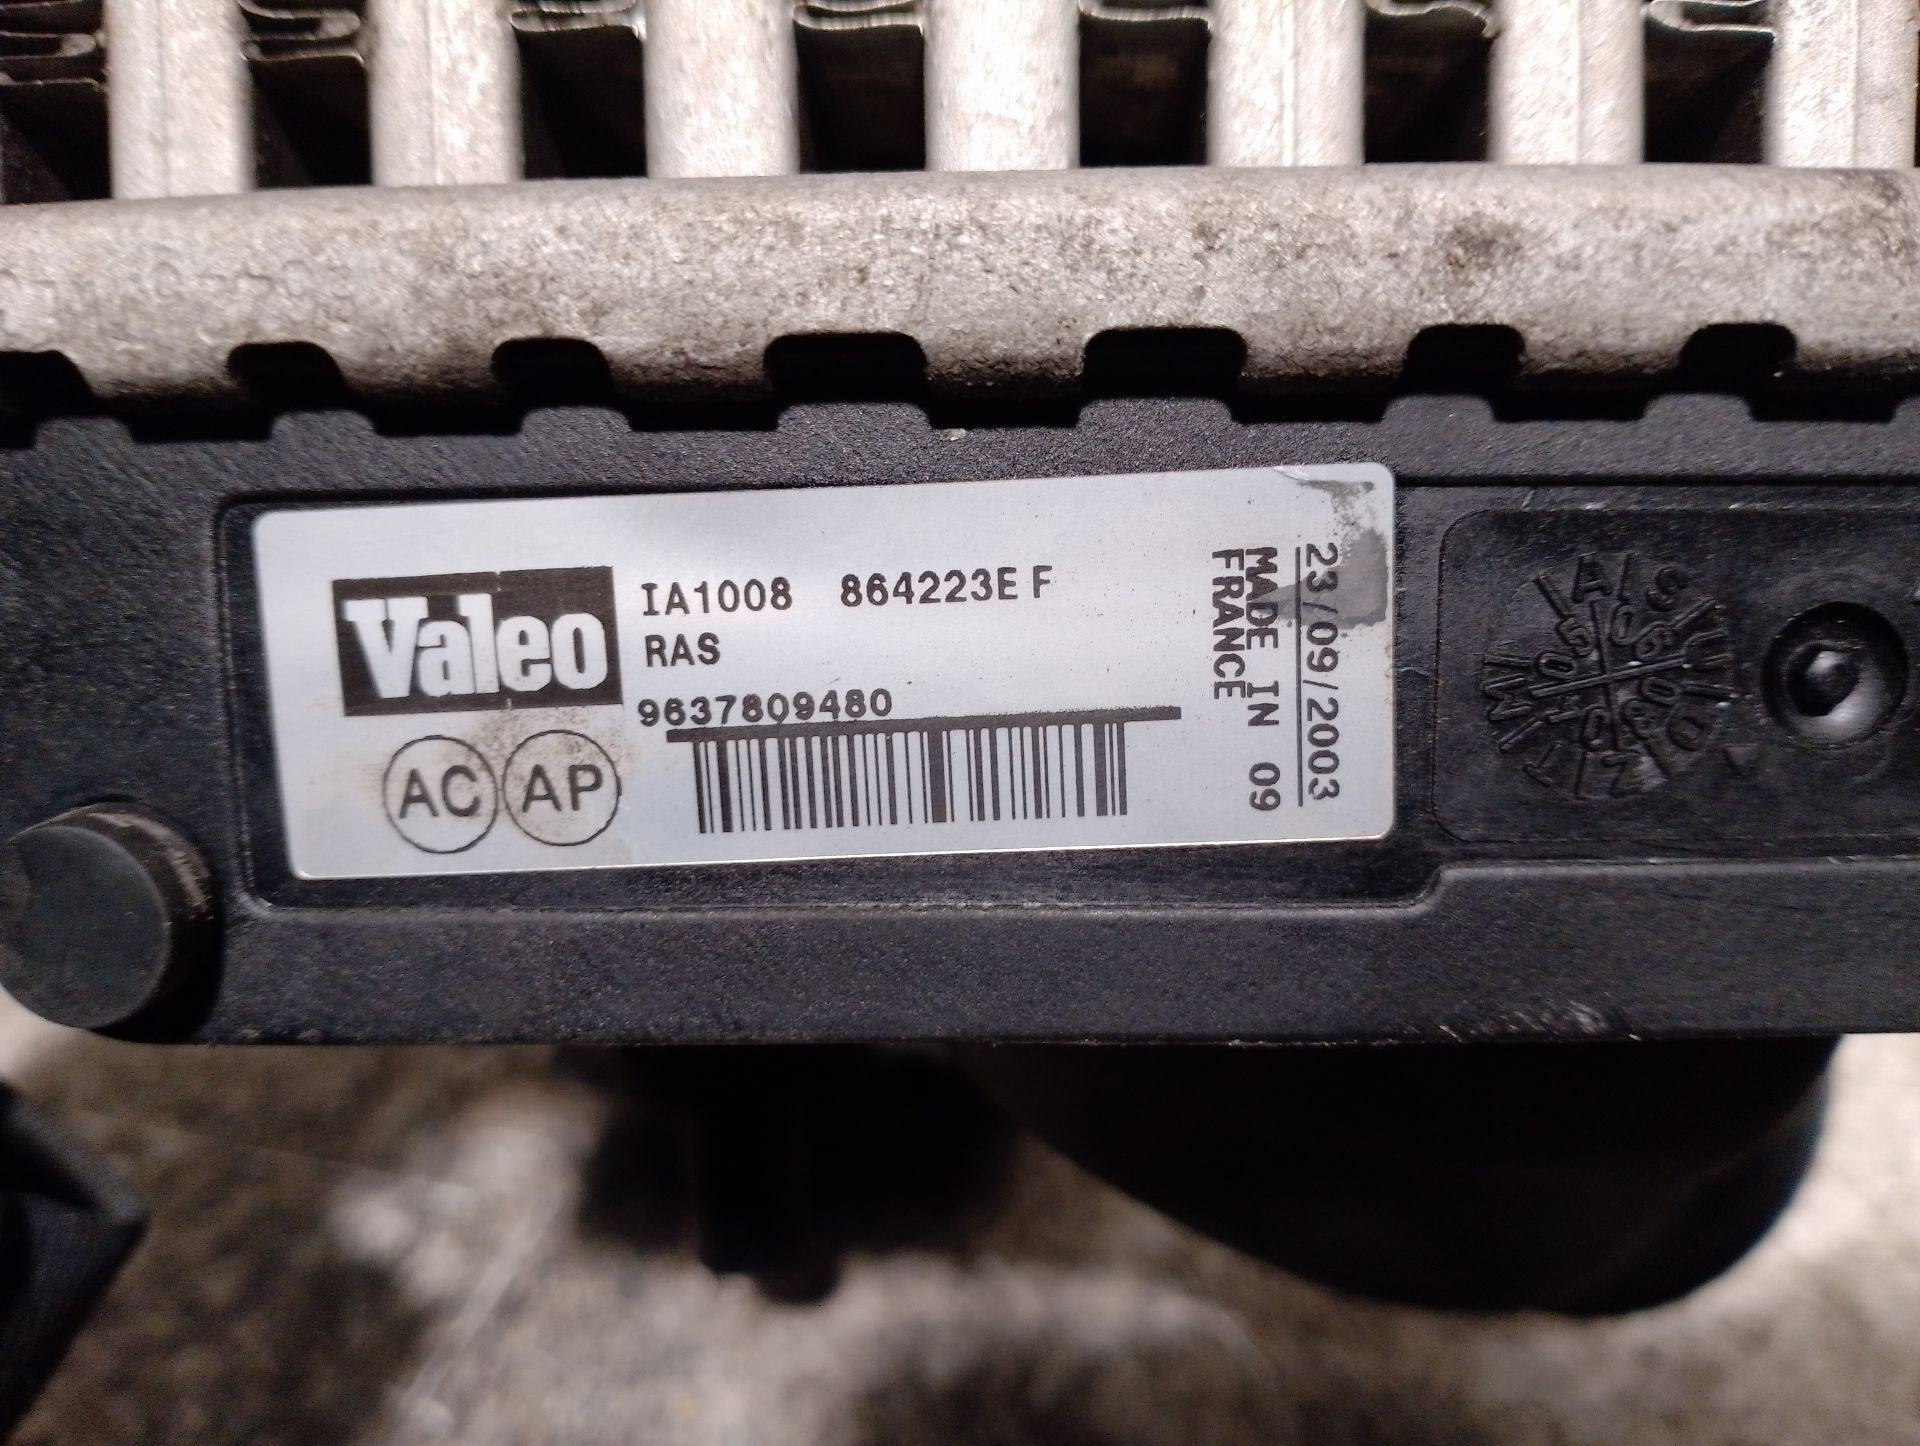 Valeo
IA1008 864223E F
RAS
9637809480
AC AP
23/09/2003
MADE IN 09
FRANCE